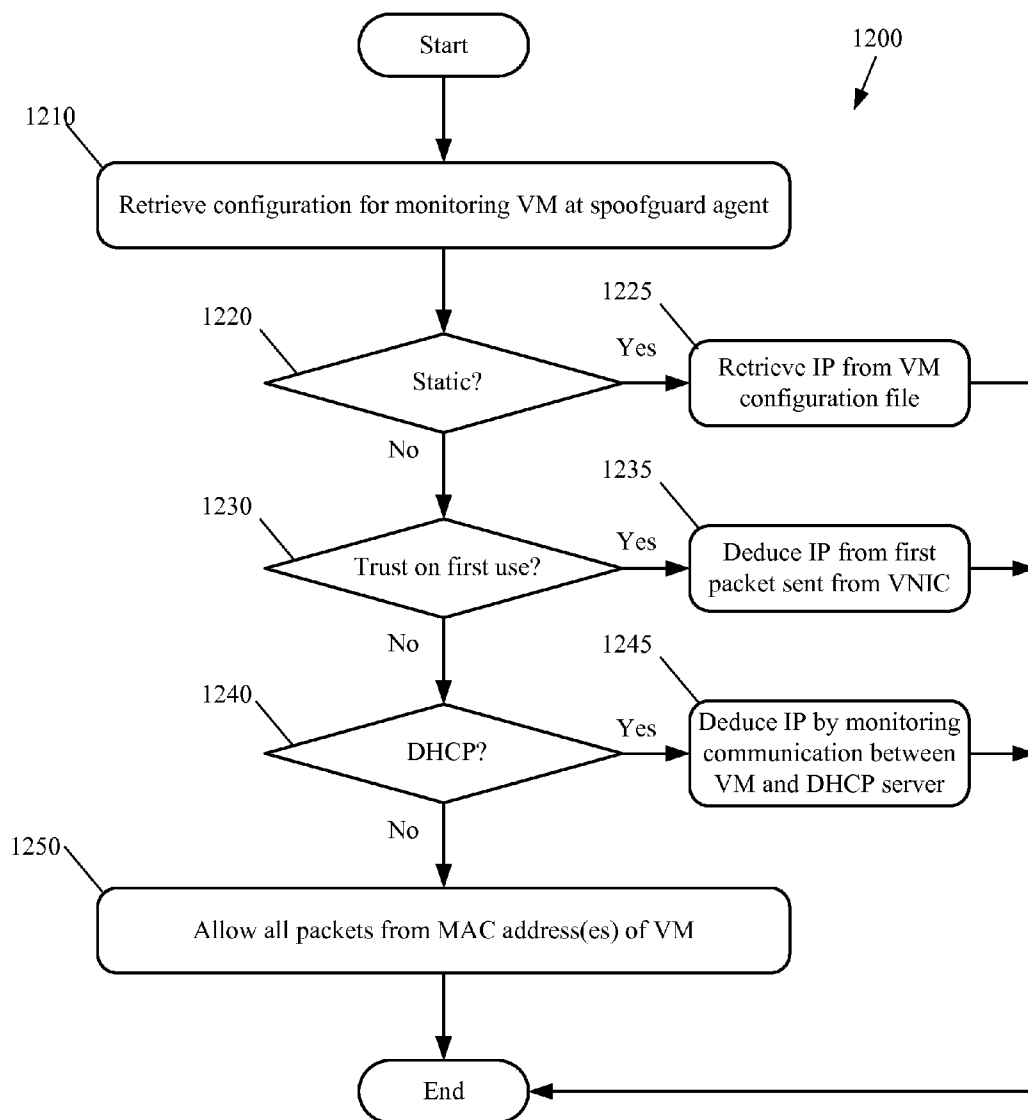 Start
1200
1210
Retrieve configuration for monitoring VM at spoofguard agent
1220
Static?
Yes
1225
Retrieve IP from VM
configuration file
No
1230
Trust on first use?
Yes
1235
Deduce IP from first
packet sent from VNIC
No
1240
DHCP?
Yes
1245
Deduce IP by monitoring
communication between
VM and DHCP server
No
1250
Allow all packets from MAC address(es) of VM
End